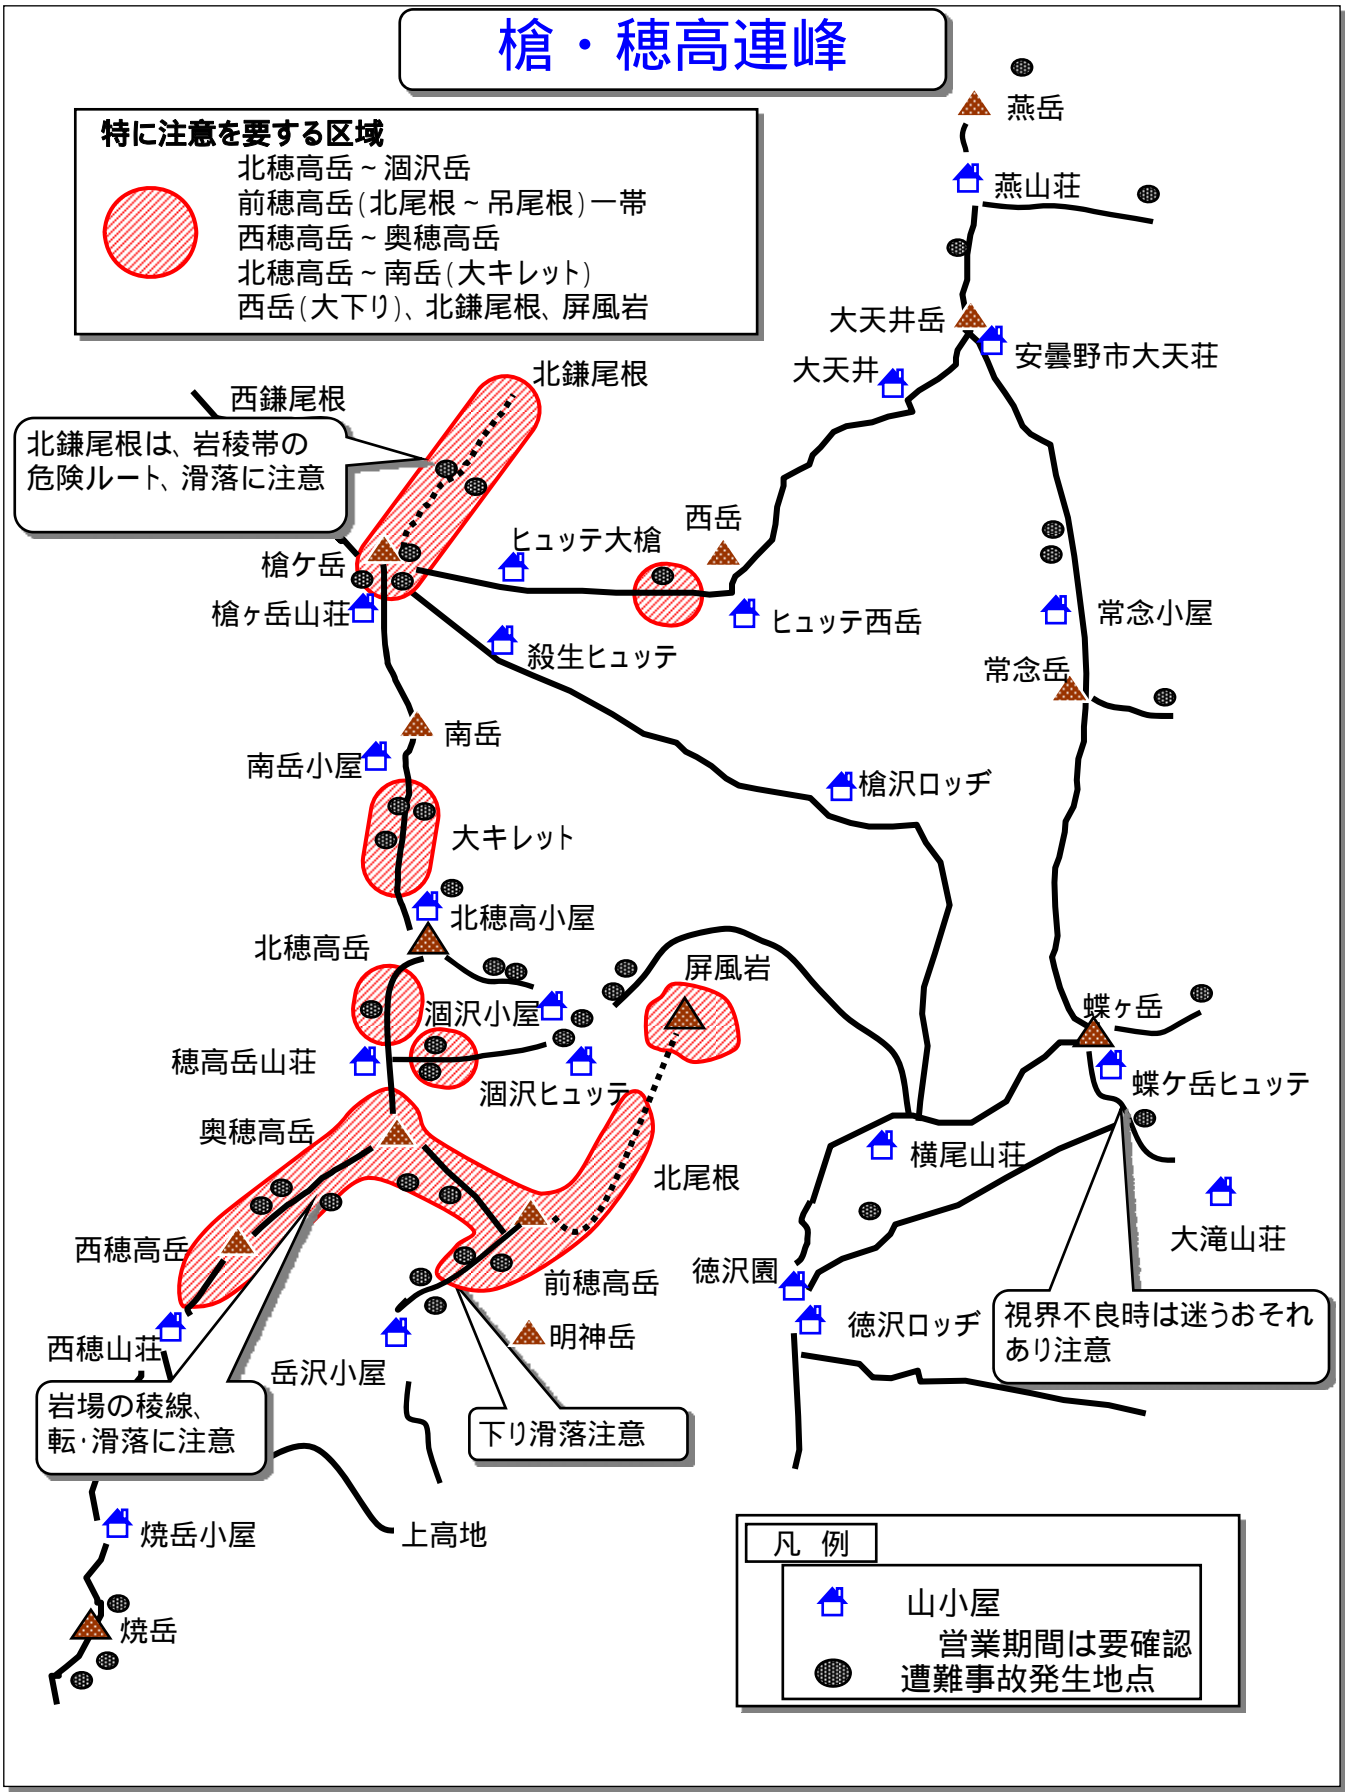 槍・穂高連峰
特に注意を要する区域
北穂高岳~涸沢岳
前穂高岳(北尾根~吊尾根)一帯
西穂高岳~奥穂高岳
北穂高岳~南岳(大キレット)
西岳(大下り)、北鎌尾根、屏風岩
燕岳
燕山荘
大天井岳
安曇野市大天荘
大天井
北鎌尾根
西鎌尾根
北鎌尾根は、岩稜帯の
危険ルート、滑落に注意
西岳
ヒュッテ大槍
槍ケ岳
槍ヶ岳山荘
ヒュッテ西岳
常念小屋
殺生ヒュッテ
常念岳
南岳
南岳小屋
槍沢ロッヂ
大キレット
北穂高小屋
北穂高岳
屏風岩
涸沢小屋
蝶ヶ岳
穂高岳山荘
涸沢ヒュッテ
蝶ケ岳ヒュッテ
奥穂高岳
横尾山荘
北尾根
大滝山荘
西穂高岳
徳沢園
前穂高岳
視界不良時は迷うおそれ
あり注意
徳沢ロッヂ
明神岳
西穂山荘
岳沢小屋
岩場の稜線、
転・滑落に注意
下り滑落注意
焼岳小屋
上高地
焼岳
凡 例
山小屋
営業期間は要確認
遭難事故発生地点